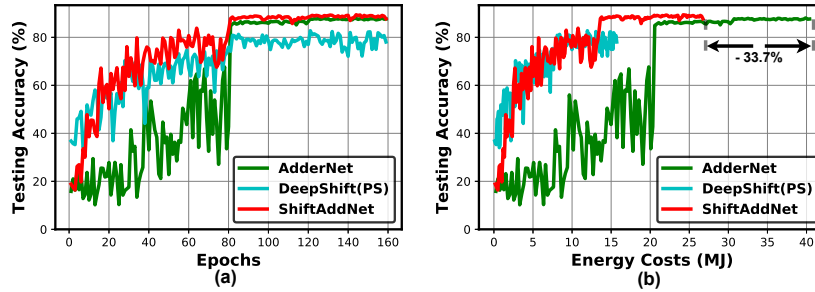 Testing Accuracy (%)
80
60
40
20
0
0 20 40 60 80 100 120 140 160
Epochs
(a)
AdderNet
DeepShift(PS)
ShiftAddNet
Testing Accuracy (%)
80
60
40
20
0
0 5 10 15 20 25 30 35 40
Energy Costs (MJ)
(b)
- 33.7%
AdderNet
DeepShift(PS)
ShiftAddNet